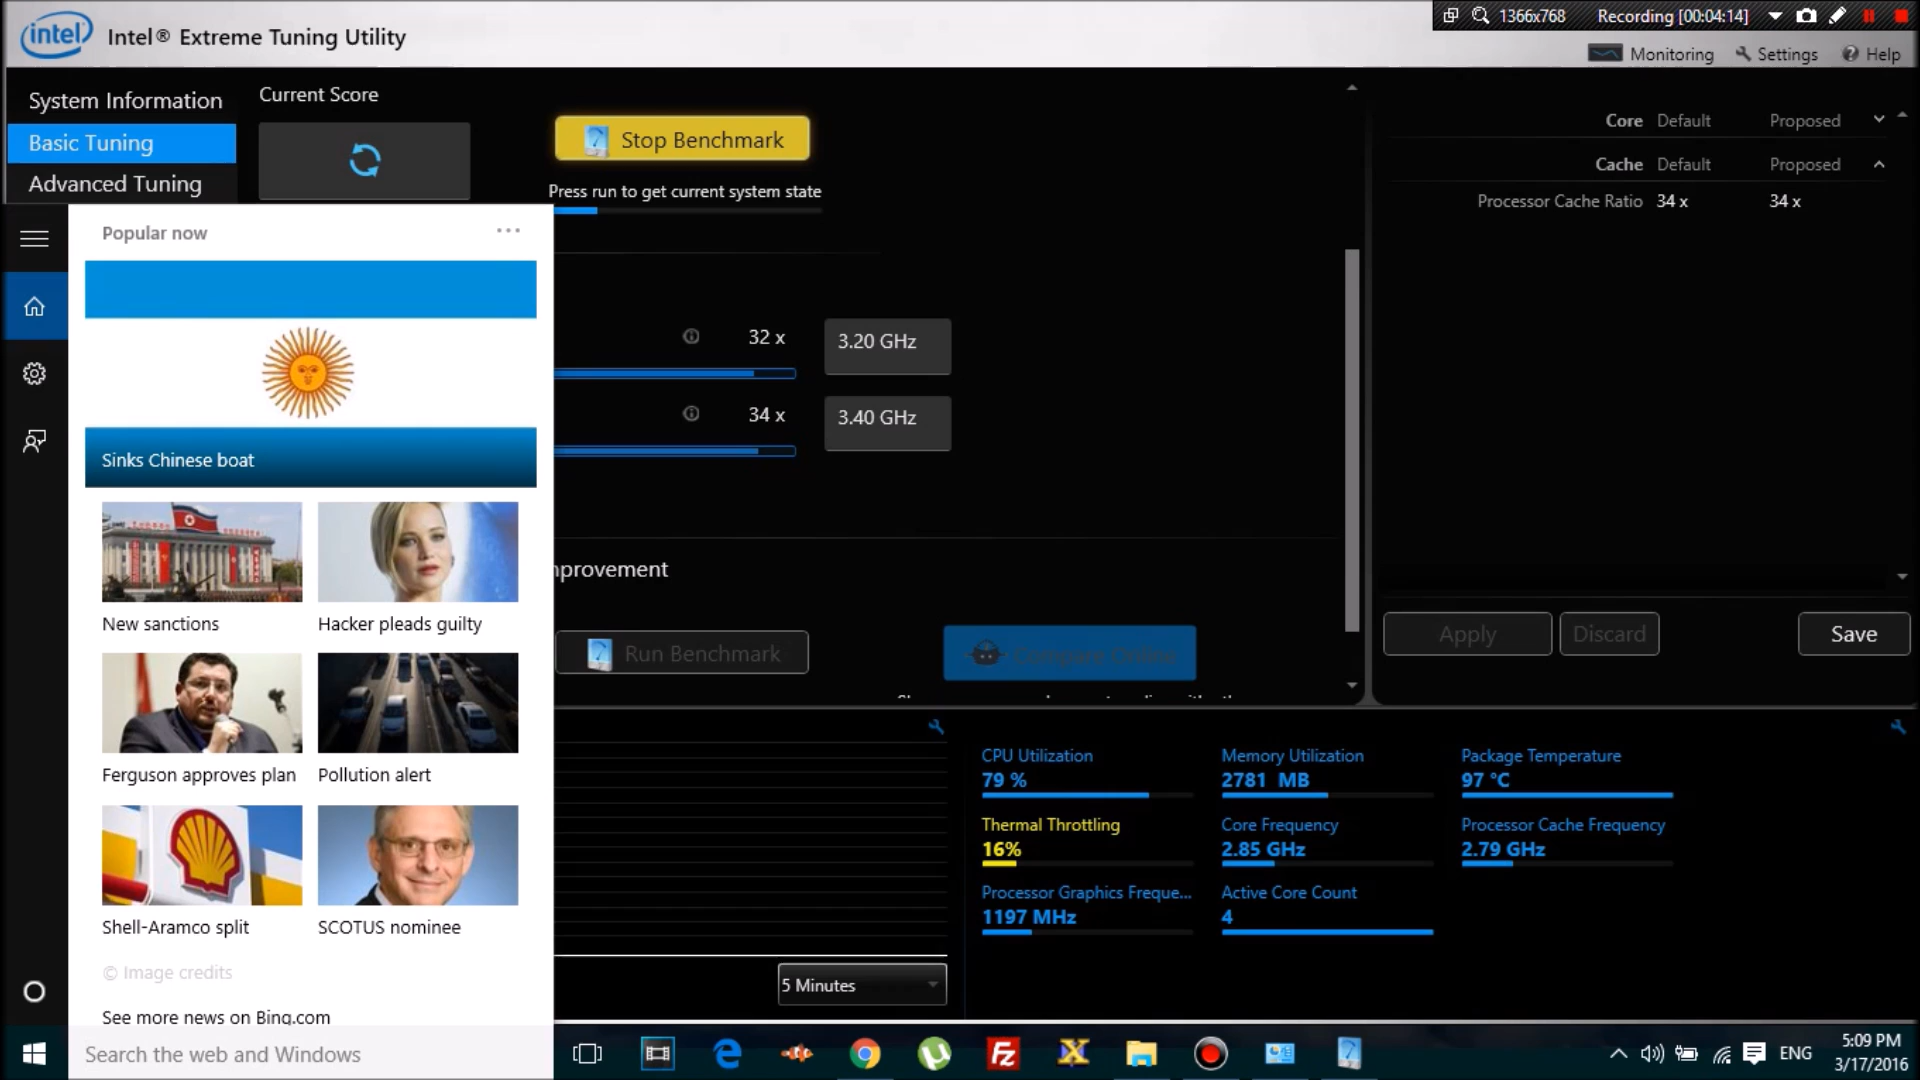 1366x768
Recording [00:04:14]
intel
Intel® Extreme Tuning Utility
Monitoring
Settings
Help
System Information
Basic Tuning
Advanced Tuning
Current Score
Stop Benchmark
Press run to get current system state
Core Default Proposed
Cache Default Proposed
Processor Cache Ratio 34 x 34 x
Popular now
Sinks Chinese boat
New sanctions
Hacker pleads guilty
Ferguson approves plan
Pollution alert
Shell-Aramco split
SCOTUS nominee
© Image credits
See more news on Bing.com
Search the web and Windows
32 x
3.20 GHz
34 x
3.40 GHz
nprovement
Run Benchmark
Compare Online
Apply
Discard
Save
CPU Utilization
79 %
Memory Utilization
2781 MB
Package Temperature
97 °C
Thermal Throttling
16%
Core Frequency
2.85 GHz
Processor Cache Frequency
2.79 GHz
Processor Graphics Freque...
1197 MHz
Active Core Count
4
5 Minutes
ENG
5:09 PM
3/17/2016